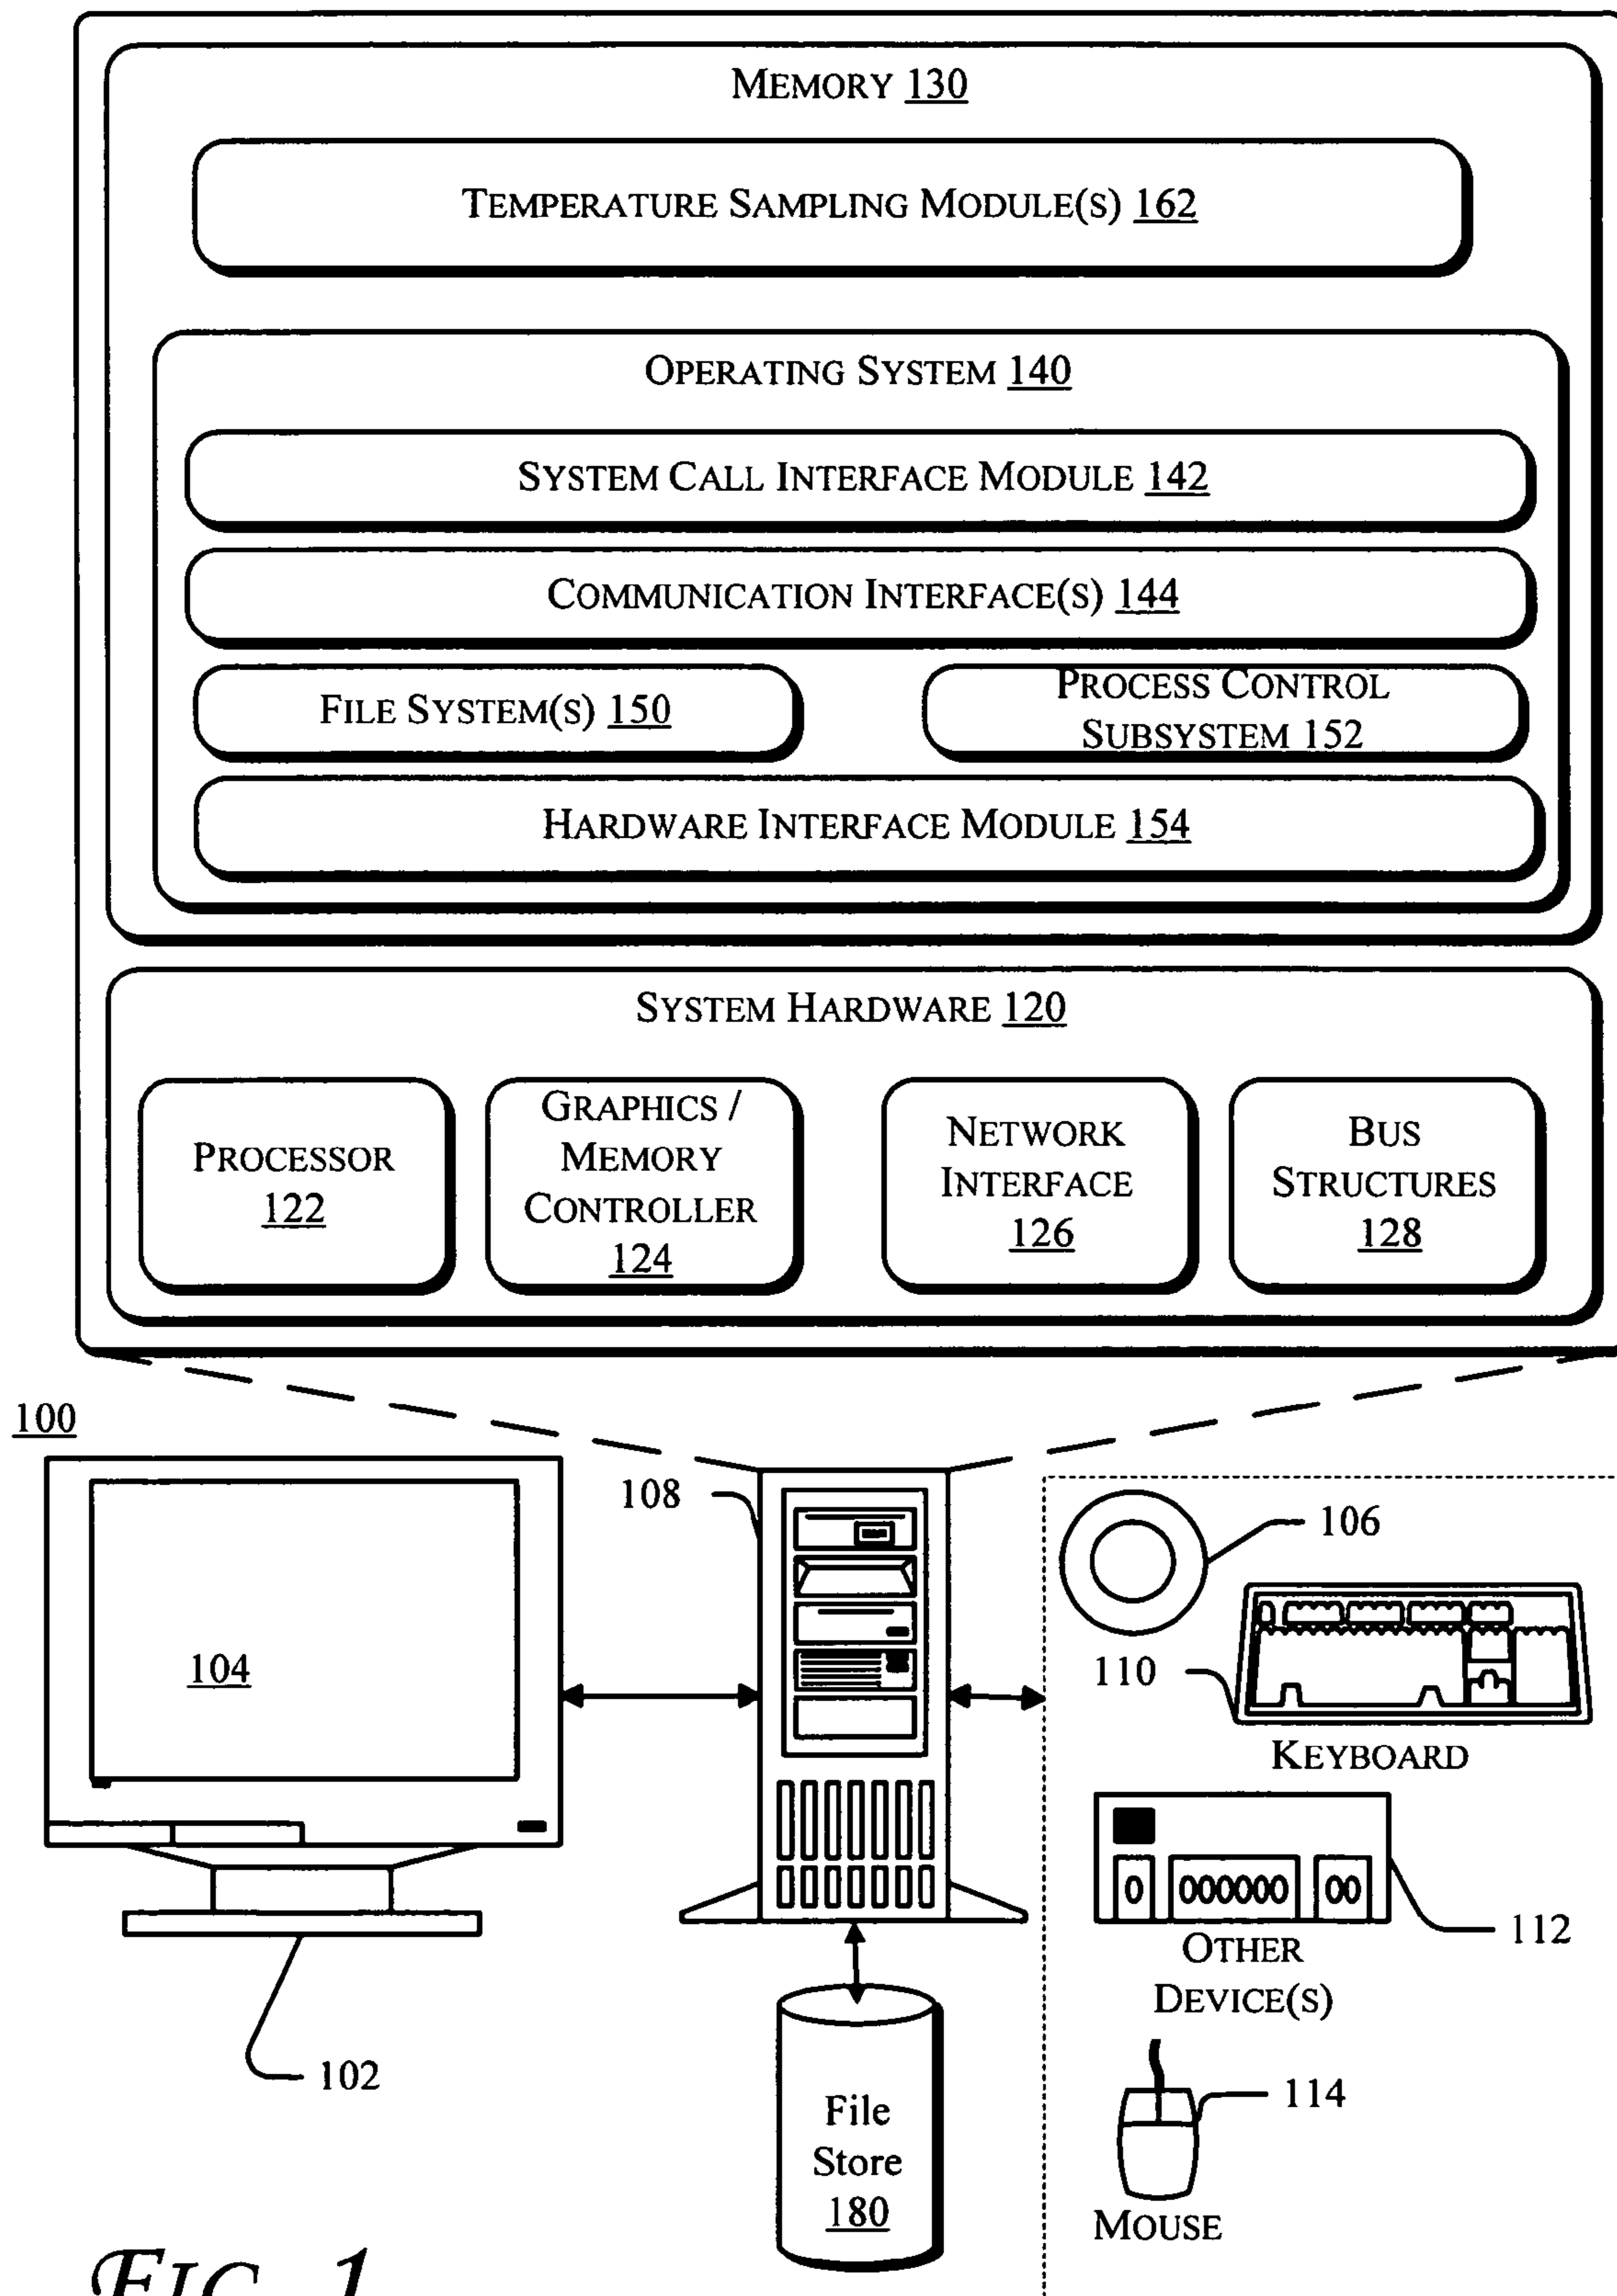 MEMORY 130
TEMPERATURE SAMPLING MODULE(S) 162
OPERATING SYSTEM 140
SYSTEM CALL INTERFACE MODULE 142
COMMUNICATION INTERFACE(S) 144
FILE SYSTEM(S) 150
PROCESS CONTROL
SUBSYSTEM 152
HARDWARE INTERFACE MODULE 154
SYSTEM HARDWARE 120
PROCESSOR
122
GRAPHICS /
MEMORY
CONTROLLER
124
NETWORK
INTERFACE
126
BUS
STRUCTURES
128
100
108
106
104
110
KEYBOARD
112
OTHER
DEVICE(S)
102
114
File
Store
180
MOUSE
FIG. 1